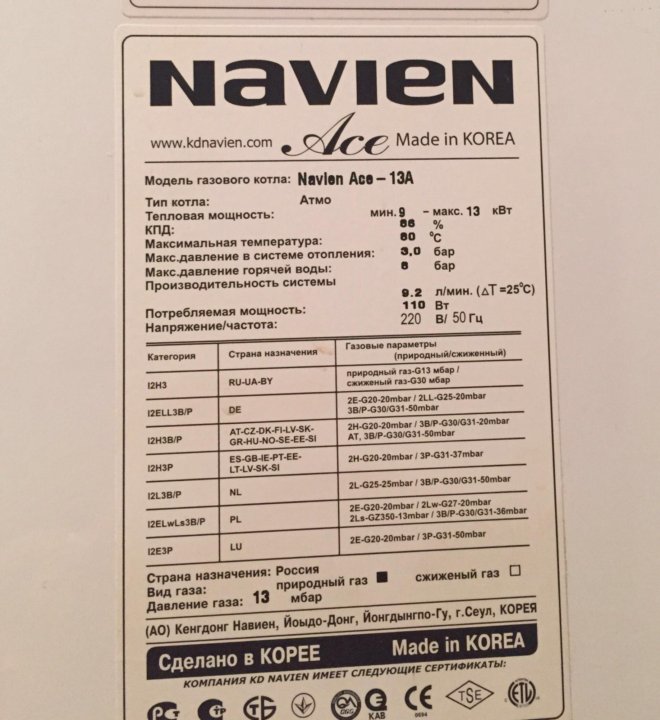 NAVIEN
www.kdnavien.com Ace Made in KOREA
Модель газового котла: Navien Ace – 13A
Тип котла: Атмо
Тепловая мощность: мин. 9 – макс. 13 кВт
КПД: 86 %
Максимальная температура: 80 °C
Макс.давление в системе отопления: 3,0 бар
Макс.давление горячей воды: 6 бар
Производительность системы
9.2 л/мин. (△T =25°C)
Потребляемая мощность: 110 Вт
Напряжение/частота: 220 В/ 50 Гц
Категория Страна назначения Газовые параметры
(природный/сжиженный)
I2H3 RU-UA-BY природный газ-G13 мбар /
сжиженый газ-G30 мбар
I2ELL3B/P DE 2E-G20-20mbar / 2LL-G25-20mbar
3B/P-G30/G31-50mbar
I2H3B/P AT-CZ-DK-FI-LV-SK-
GR-HU-NO-SE-EE-SI 2H-G20-20mbar / 3B/P-G30/G31-20mbar
AT, 3B/P-G30/G31-50mbar
I2H3P ES-GB-IE-PT-EE-
LT-LV-SK-SI 2H-G20-20mbar / 3P-G31-37mbar
I2L3B/P NL 2L-G25-25mbar / 3B/P-G30/G31-50mbar
I2ELwLs3B/P PL 2E-G20-20mbar / 2Lw-G27-20mbar
2Ls-GZ350-13mbar / 3B/P-G30/G31-36mbar
I2E3P LU 2E-G20-20mbar / 3P-G31-50mbar
Страна назначения: Россия
Вид газа: природный газ ■ сжиженый газ □
Давление газа: 13 мбар
(АО) Кенгдонг Навиен, Йоыдо-Донг, Йонгдынгпо-Гу, г.Сеул, КОРЕЯ
Сделано в КОРЕЕ Made in KOREA
КОМПАНИЯ KD NAVIEN ИМЕЕТ СЛЕДУЮЩИЕ СЕРТИФИКАТЫ:
QA CE TSE ETL
KAB 0694